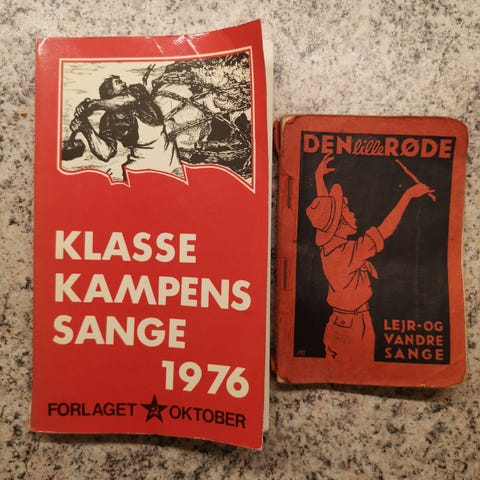 KLASSE
KAMPENS
SANGE
1976
FORLAGET OKTOBER
DEN lille RØDE
LEJR-OG
VANDRE
SANGE